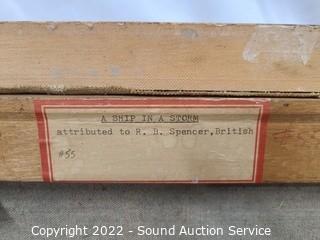 A SHIP IN A STORM
attributed to R. B. Spencer,British
#55
Copyright 2022 - Sound Auction Service